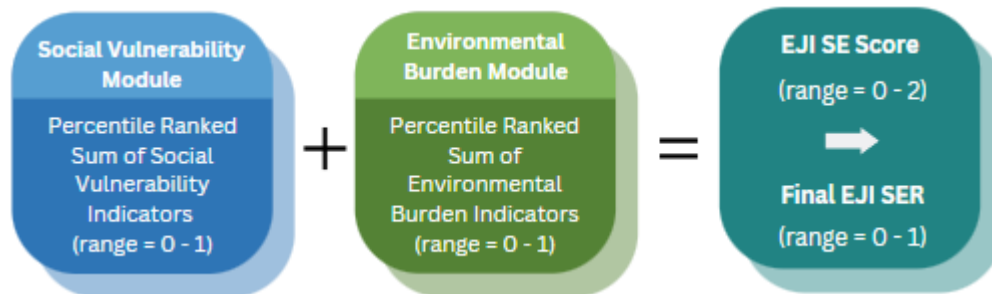 Social Vulnerability
Module
Percentile Ranked
Sum of Social
Vulnerability
Indicators
(range = 0 - 1)
+
Environmental
Burden Module
Percentile Ranked
Sum of
Environmental
Burden Indicators
(range = 0 - 1)
=
EJI SE Score
(range = 0 - 2)
Final EJI SER
(range = 0 - 1)